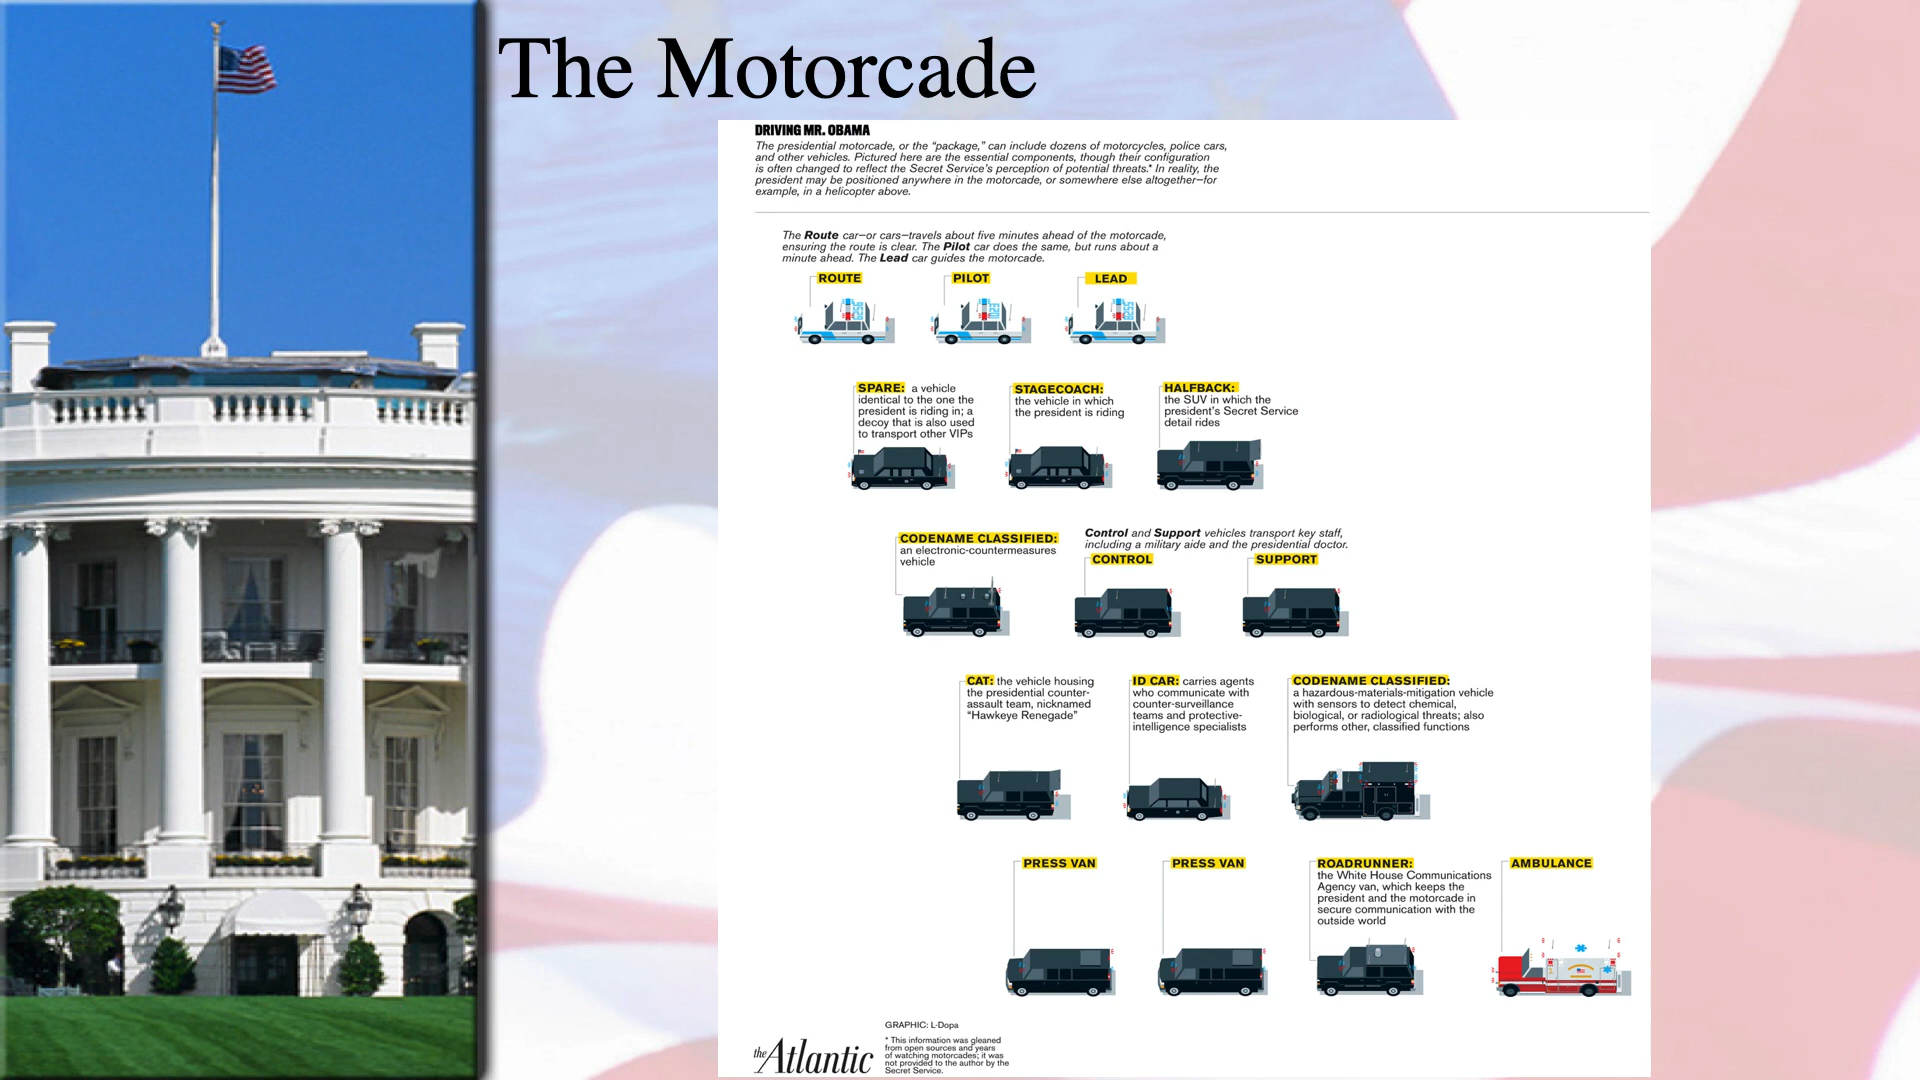 The Motorcade
DRIVING MR. OBAMA
The presidential motorcade, or the “package,” can include dozens of motorcycles, police cars,
and other vehicles. Pictured here are the essential components, though their configuration
is often changed to reflect the Secret Service’s perception of potential threats.* In reality, the
president may be positioned anywhere in the motorcade, or somewhere else altogether—for
example, in a helicopter above.
The Route car—or cars—travels about five minutes ahead of the motorcade,
ensuring the route is clear. The Pilot car does the same, but runs about a
minute ahead. The Lead car guides the motorcade.
ROUTE
PILOT
LEAD
SPARE: a vehicle
identical to the one the
president is riding in; a
decoy that is also used
to transport other VIPs
STAGECOACH:
the vehicle in which
the president is riding
HALFBACK:
the SUV in which the
president’s Secret Service
detail rides
CODENAME CLASSIFIED:
an electronic-countermeasures
vehicle
Control and Support vehicles transport key staff,
including a military aide and the presidential doctor.
CONTROL
SUPPORT
CAT: the vehicle housing
the presidential counter-
assault team, nicknamed
“Hawkeye Renegade”
ID CAR: carries agents
who communicate with
counter-surveillance
teams and protective-
intelligence specialists
CODENAME CLASSIFIED:
a hazardous-materials-mitigation vehicle
with sensors to detect chemical,
biological, or radiological threats; also
performs other, classified functions
PRESS VAN
PRESS VAN
ROADRUNNER:
the White House Communications
Agency van, which keeps the
president and the motorcade in
secure communication with the
outside world
AMBULANCE
GRAPHIC: L-Dopa
the Atlantic
* This information was gleaned
from open sources and years
of watching motorcades; it was
not provided to the author by the
Secret Service.